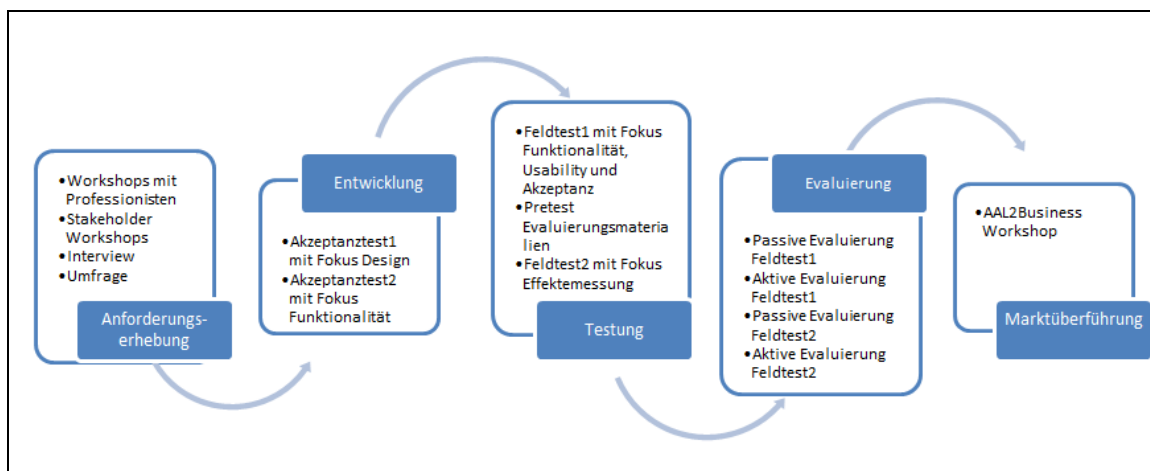 •Workshops mit
Professionisten
•Stakeholder
Workshops
•Interview
•Umfrage
Anforderungs-
erhebung
Entwicklung
•Akzeptanztest1
mit Fokus Design
•Akzeptanztest2
mit Fokus
Funktionalität
•Feldtest1 mit Fokus
Funktionalität,
Usability und
Akzeptanz
•Pretest
Evaluierungsmateria
lien
•Feldtest2 mit Fokus
Effektemessung
Testung
Evaluierung
•Passive Evaluierung
Feldtest1
•Aktive Evaluierung
Feldtest1
•Passive Evaluierung
Feldtest2
•Aktive Evaluierung
Feldtest2
•AAL2Business
Workshop
Marktüberführung